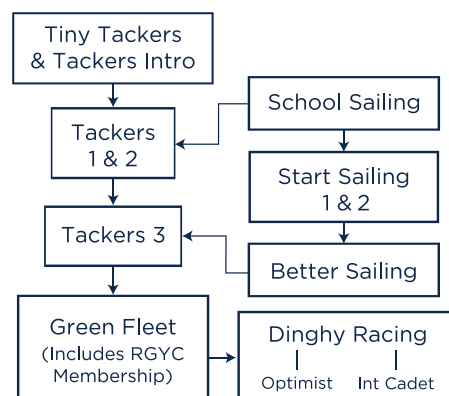 Tiny Tackers
& Tackers Intro
School Sailing
Tackers
1 & 2
Start Sailing
1 & 2
Tackers 3
Better Sailing
Green Fleet
(Includes RGYC
Membership)
Dinghy Racing
Optimist
Int Cadet